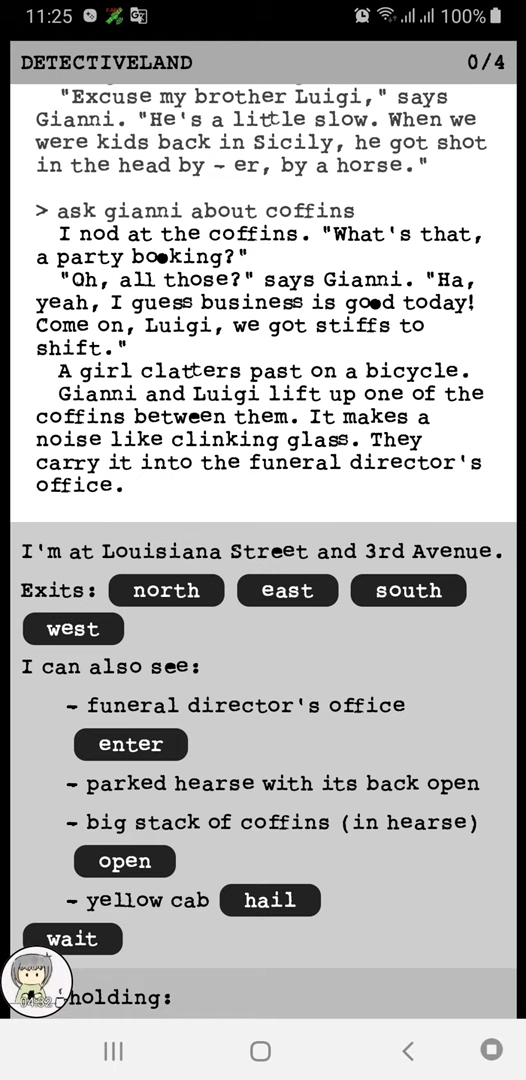 11:25
100%
DETECTIVELAND 0/4
"Excuse my brother Luigi," says
Gianni. "He's a little slow. When we
were kids back in Sicily, he got shot
in the head by - er, by a horse."
> ask gianni about coffins
I nod at the coffins. "What's that,
a party booking?"
"Oh, all those?" says Gianni. "Ha,
yeah, I guess business is good today!
Come on, Luigi, we got stiffs to
shift."
A girl clatters past on a bicycle.
Gianni and Luigi lift up one of the
coffins between them. It makes a
noise like clinking glass. They
carry it into the funeral director's
office.
I'm at Louisiana Street and 3rd Avenue.
Exits: north east south
west
I can also see:
- funeral director's office
enter
- parked hearse with its back open
- big stack of coffins (in hearse)
open
- yellow cab hail
wait
04:32
holding: